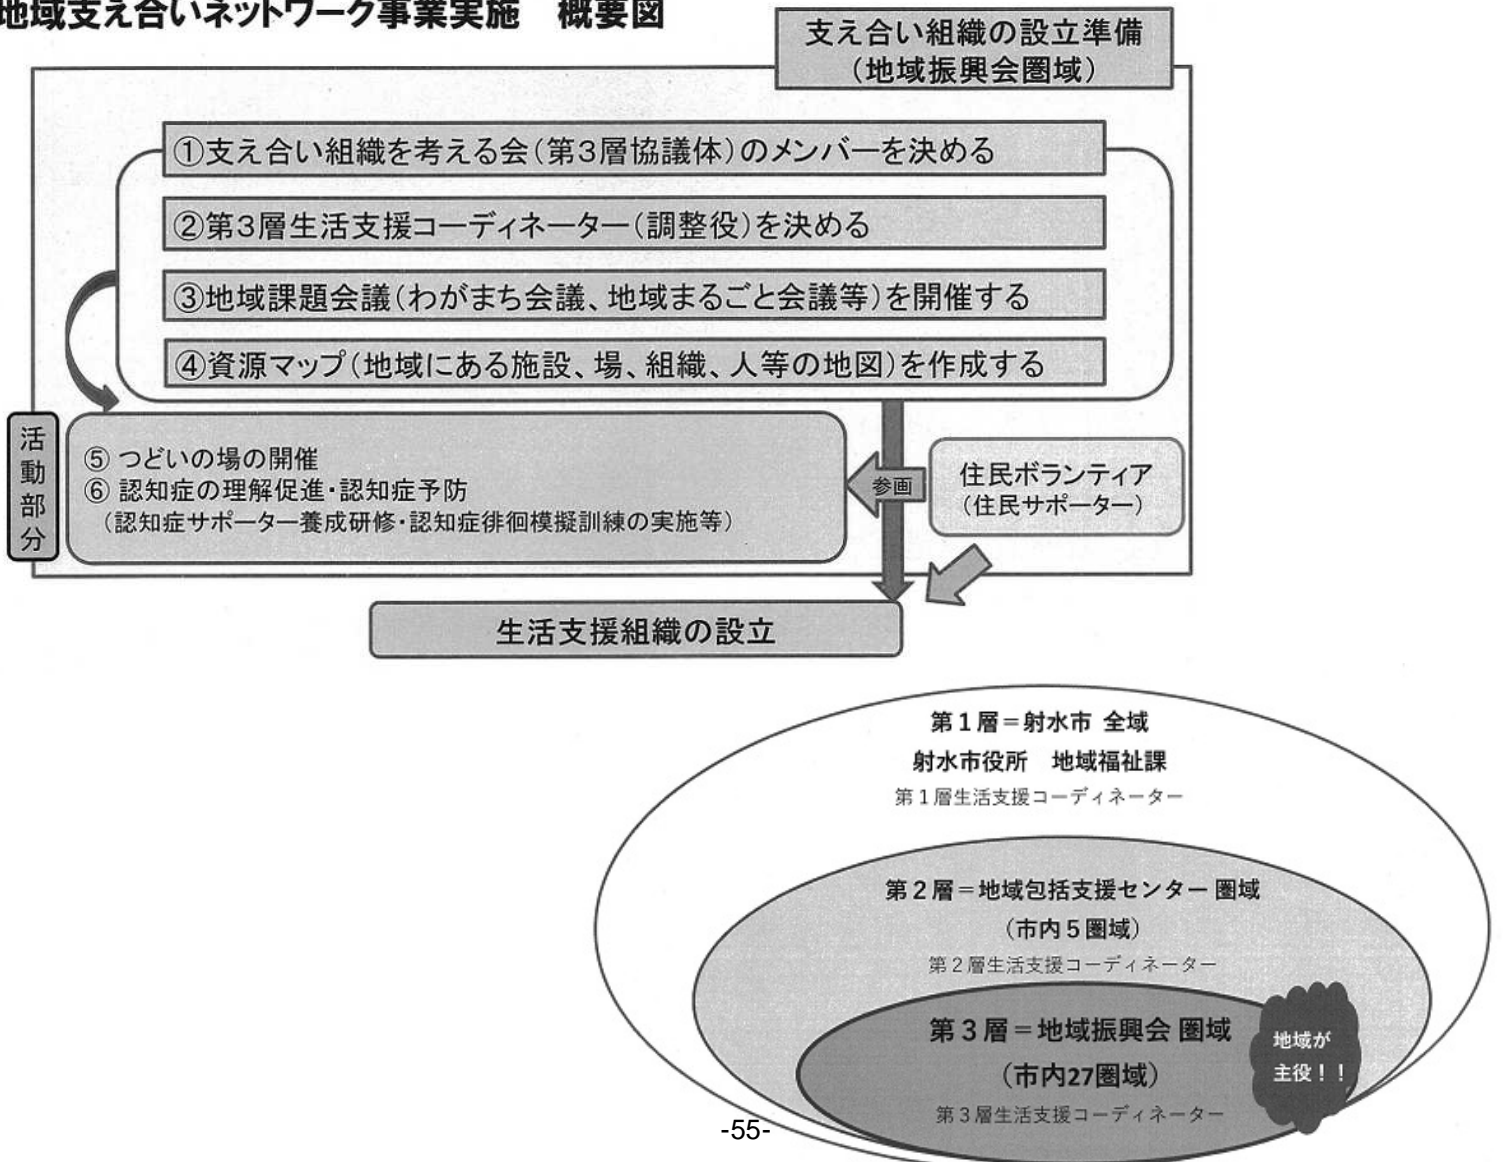 地域支え合いネットワーク事業実施　概要図
支え合い組織の設立準備
（地域振興会圏域）
①支え合い組織を考える会（第３層協議体）のメンバーを決める
②第３層生活支援コーディネーター（調整役）を決める
③地域課題会議（わがまち会議、地域まるごと会議等）を開催する
④資源マップ（地域にある施設、場、組織、人等の地図）を作成する
活動部分
⑤ つどいの場の開催
⑥ 認知症の理解促進・認知症予防
（認知症サポーター養成研修・認知症徘徊模擬訓練の実施等）
参画
住民ボランティア
（住民サポーター）
生活支援組織の設立
第１層＝射水市 全域
射水市役所　地域福祉課
第１層生活支援コーディネーター
第２層＝地域包括支援センター 圏域
（市内５圏域）
第２層生活支援コーディネーター
第３層＝地域振興会 圏域
（市内27圏域）
第３層生活支援コーディネーター
地域が
主役！！
-55-